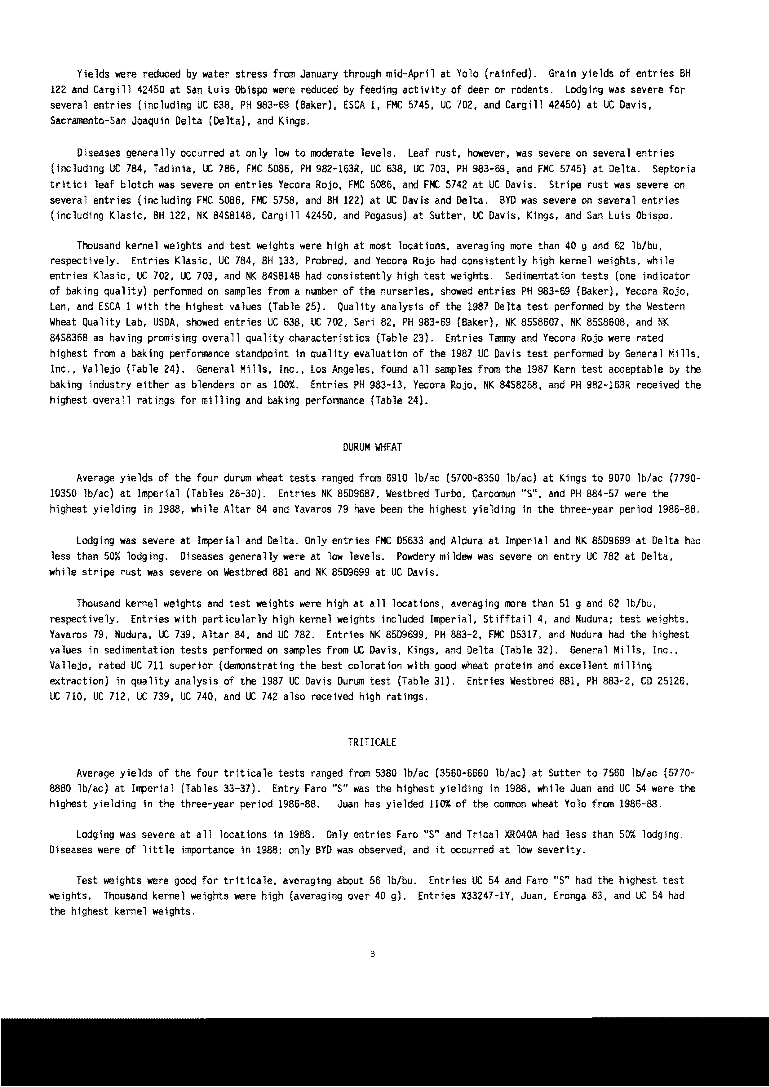 Yields were reduced by water stress from January through mid-April at Yolo (rainfed). Grain yields of entries BH
122 and Cargill 42450 at San Luis Obispo were reduced by feeding activity of deer or rodents. Lodging was severe for
several entries (including UC 638, PH 983-69 (Baker), ESCA 1, FMC 5745, UC 702, and Cargill 42450) at UC Davis,
Sacramento-San Joaquin Delta (Delta), and Kings.
Diseases generally occurred at only low to moderate levels. Leaf rust, however, was severe on several entries
(including UC 784, Tadinia, UC 786, FMC 5086, PH 982-163R, UC 638, UC 703, PH 983-69, and FMC 5745) at Delta. Septoria
tritici leaf blotch was severe on entries Yecora Rojo, FMC 5086, and FMC 5742 at UC Davis. Stripe rust was severe on
several entries (including FMC 5086, FMC 5758, and BH 122) at UC Davis and Delta. BYD was severe on several entries
(including Klasic, BH 122, NK 84S8148, Cargill 42450, and Pegasus) at Sutter, UC Davis, Kings, and San Luis Obispo.
Thousand kernel weights and test weights were high at most locations, averaging more than 40 g and 62 lb/bu,
respectively. Entries Klasic, UC 784, BH 133, Probred, and Yecora Rojo had consistently high kernel weights, while
entries Klasic, UC 702, UC 703, and NK 84S8148 had consistently high test weights. Sedimentation tests (one indicator
of baking quality) performed on samples from a number of the nurseries, showed entries PH 983-69 (Baker), Yecora Rojo,
Len, and ESCA 1 with the highest values (Table 25). Quality analysis of the 1987 Delta test performed by the Western
Wheat Quality Lab, USDA, showed entries UC 638, UC 702, Seri 82, PH 983-69 (Baker), NK 85S8607, NK 85S8608, and NK
84S8368 as having promising overall quality characteristics (Table 23). Entries Tammy and Yecora Rojo were rated
highest from a baking performance standpoint in quality evaluation of the 1987 UC Davis test performed by General Mills,
Inc., Vallejo (Table 24). General Mills, Inc., Los Angeles, found all samples from the 1987 Kern test acceptable by the
baking industry either as blenders or as 100%. Entries PH 983-13, Yecora Rojo, NK 84S8268, and PH 982-163R received the
highest overall ratings for milling and baking performance (Table 24).
DURUM WHEAT
Average yields of the four durum wheat tests ranged from 6910 lb/ac (5700-8350 lb/ac) at Kings to 9070 lb/ac (7790-
10350 lb/ac) at Imperial (Tables 26-30). Entries NK 85D9687, Westbred Turbo, Carcomun "S", and PH 884-57 were the
highest yielding in 1988, while Altar 84 and Yavaros 79 have been the highest yielding in the three-year period 1986-88.
Lodging was severe at Imperial and Delta. Only entries FMC D5633 and Aldura at Imperial and NK 85D9699 at Delta had
less than 50% lodging. Diseases generally were at low levels. Powdery mildew was severe on entry UC 782 at Delta,
while stripe rust was severe on Westbred 881 and NK 85D9699 at UC Davis.
Thousand kernel weights and test weights were high at all locations, averaging more than 51 g and 62 lb/bu,
respectively. Entries with particularly high kernel weights included Imperial, Stifftail 4, and Nudura; test weights,
Yavaros 79, Nudura, UC 739, Altar 84, and UC 782. Entries NK 85D9699, PH 883-2, FMC D5317, and Nudura had the highest
values in sedimentation tests performed on samples from UC Davis, Kings, and Delta (Table 32). General Mills, Inc.,
Vallejo, rated UC 711 superior (demonstrating the best coloration with good wheat protein and excellent milling
extraction) in quality analysis of the 1987 UC Davis Durum test (Table 31). Entries Westbred 881, PH 883-2, CD 25126,
UC 710, UC 712, UC 739, UC 740, and UC 742 also received high ratings.
TRITICALE
Average yields of the four triticale tests ranged from 5380 lb/ac (3560-6660 lb/ac) at Sutter to 7560 lb/ac (5770-
8880 lb/ac) at Imperial (Tables 33-37). Entry Faro "S" was the highest yielding in 1988, while Juan and UC 54 were the
highest yielding in the three-year period 1986-88. Juan has yielded 110% of the common wheat Yolo from 1986-88.
Lodging was severe at all locations in 1988. Only entries Faro "S" and Trical XR040A had less than 50% lodging.
Diseases were of little importance in 1988; only BYD was observed, and it occurred at low severity.
Test weights were good for triticale, averaging about 56 lb/bu. Entries UC 54 and Faro "S" had the highest test
weights. Thousand kernel weights were high (averaging over 40 g). Entries X33247-1Y, Juan, Eronga 83, and UC 54 had
the highest kernel weights.
3